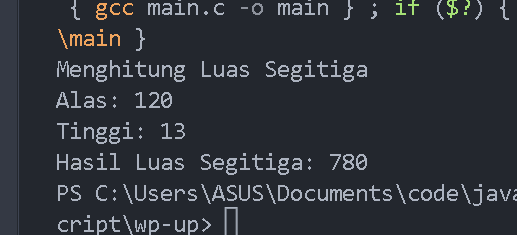 { gcc main.c -o main } ; if ($?) {
\main }
Menghitung Luas Segitiga
Alas: 120
Tinggi: 13
Hasil Luas Segitiga: 780
PS C:\Users\ASUS\Documents\code\java
cript\wp-up>